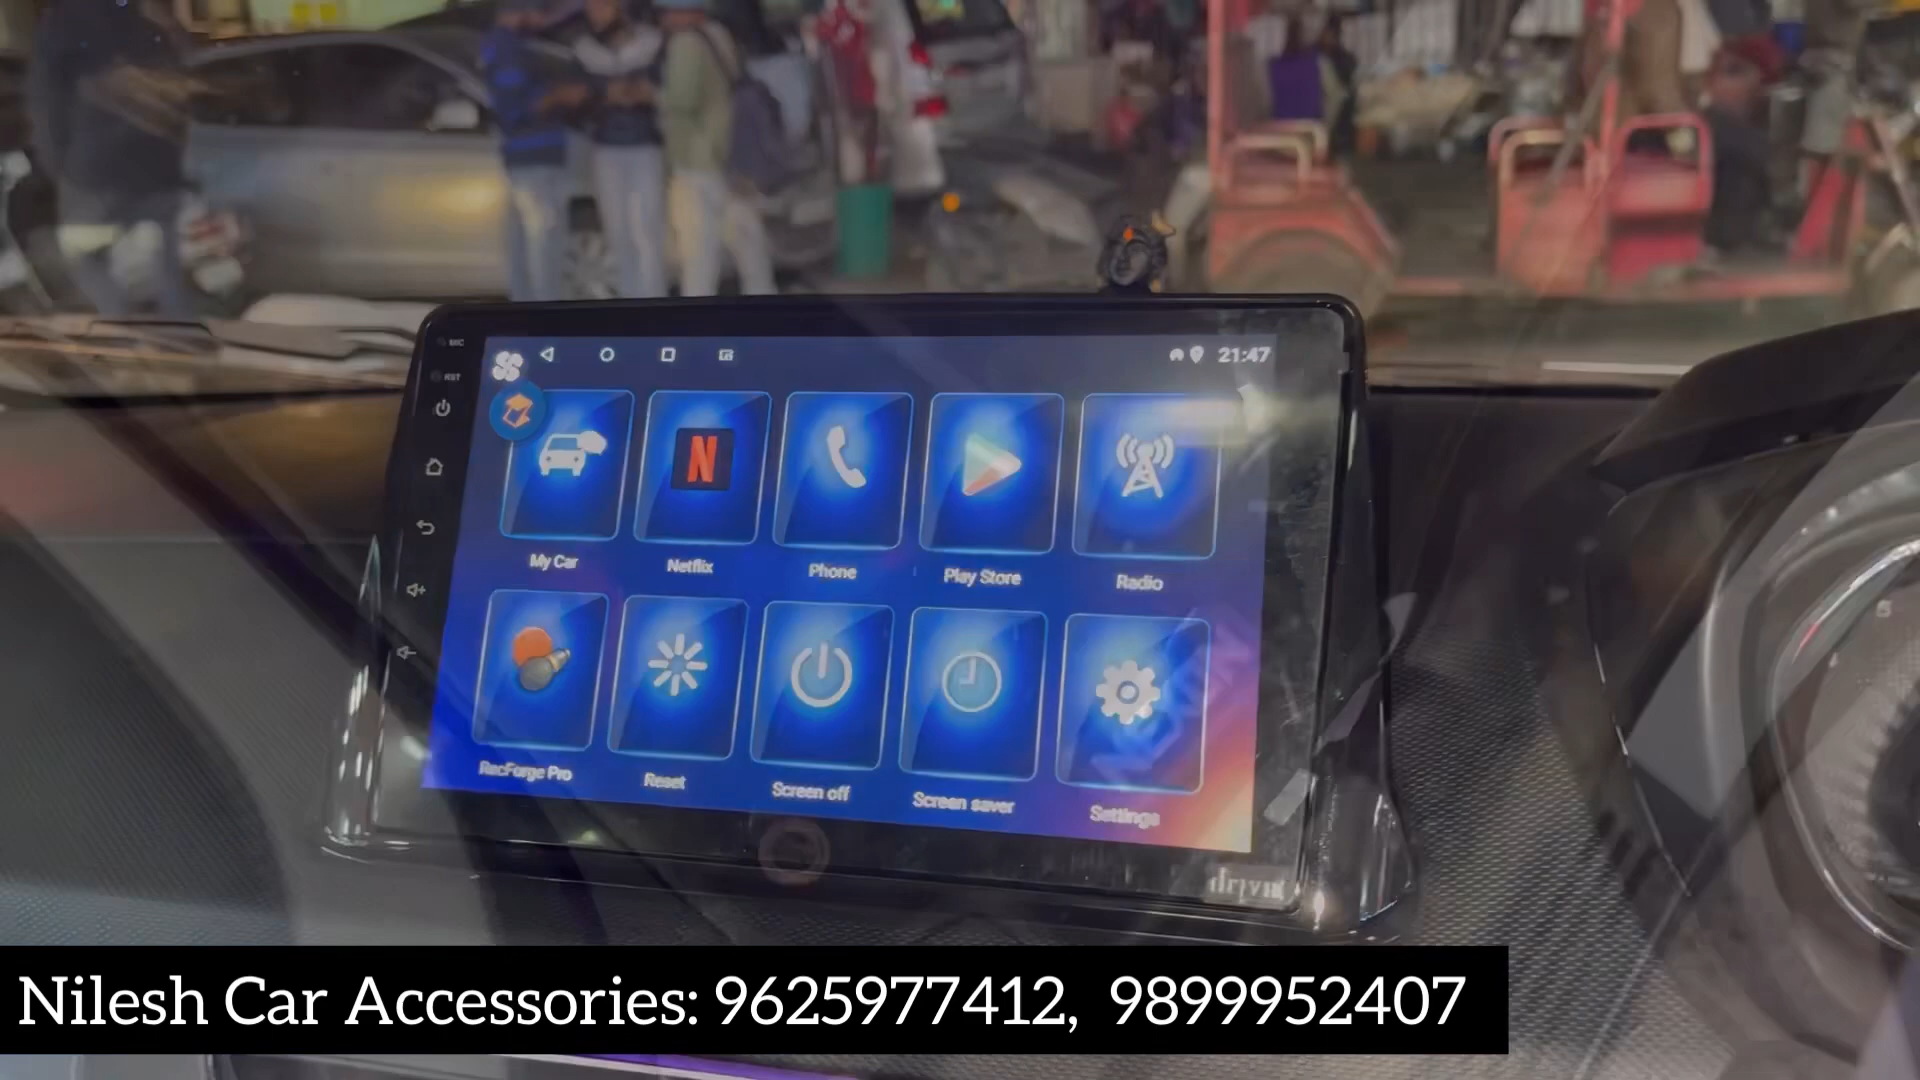 MIC
RST
21:47
N
My Car
Netflix
Phone
Play Store
Radio
RecForge Pro
Reset
Screen off
Screen saver
Settings
Nilesh Car Accessories: 9625977412, 9899952407